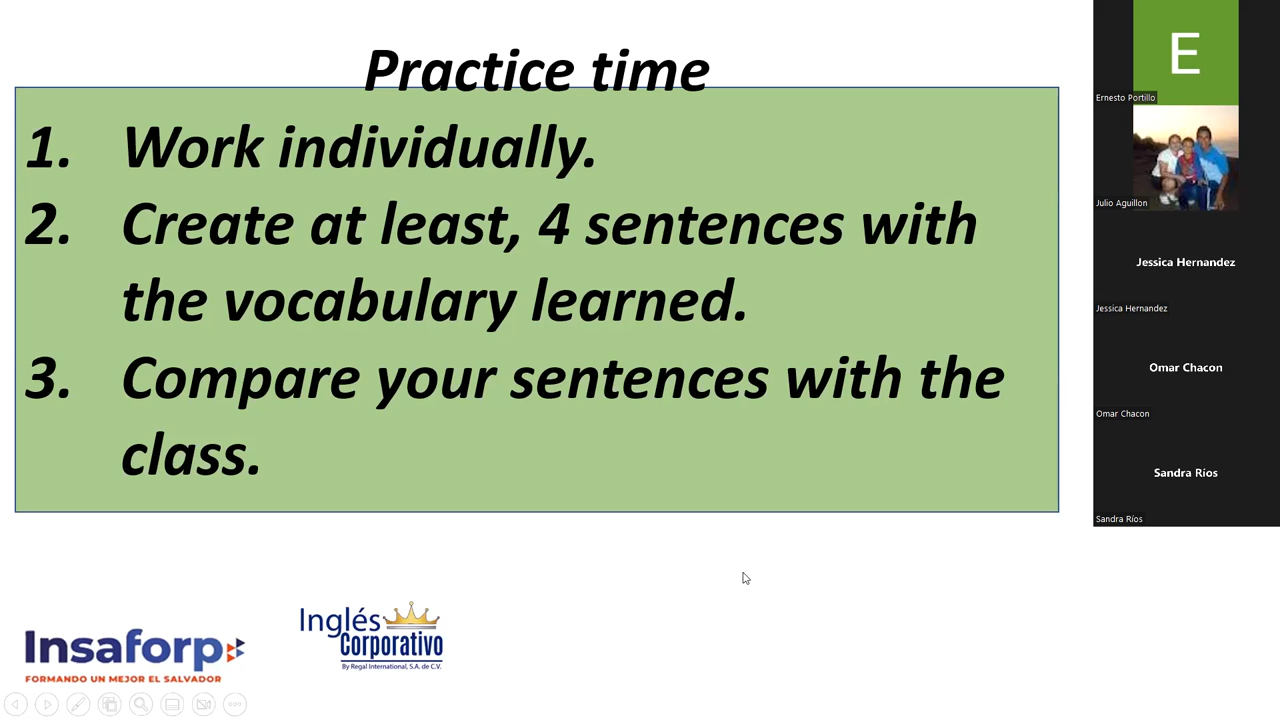 Practice time
1. Work individually.
2. Create at least, 4 sentences with
the vocabulary learned.
3. Compare your sentences with the
class.
Insaforp
FORMANDO UN MEJOR EL SALVADOR
Inglés
Corporativo
By Regal International, S.A. de C.V.
E
Ernesto Portillo
Julio Aguillon
Jessica Hernandez
Jessica Hernandez
Omar Chacon
Omar Chacon
Sandra Ríos
Sandra Ríos